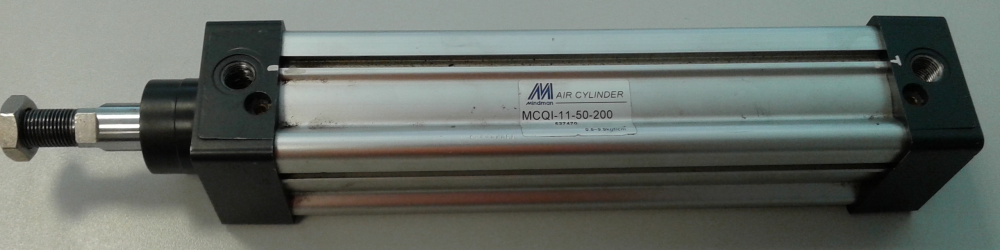 Mindman
AIR CYLINDER
MCQI-11-50-200